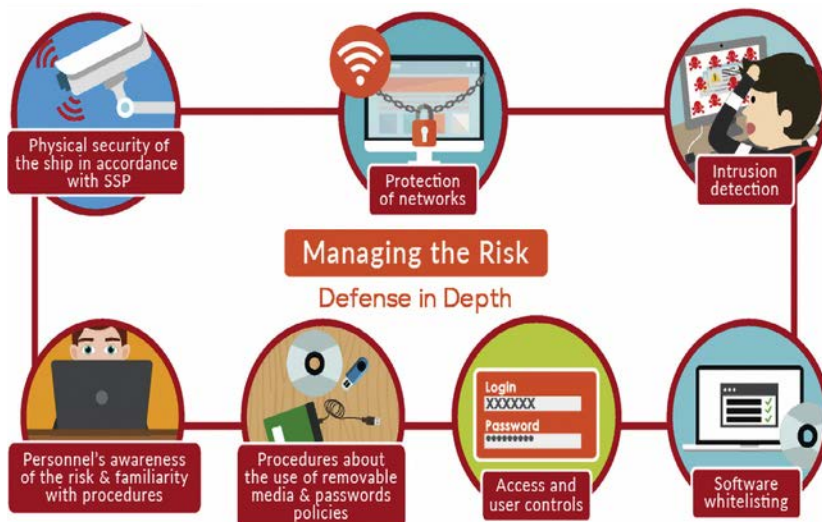 Physical security of
the ship in accordance
with SSP
Protection
of networks
Intrusion
detection
Managing the Risk
Defense in Depth
Personnel's awareness
of the risk & familiarity
with procedures
Procedures about
the use of removable
media & passwords
policies
Login
XXXXXX
Password
Access and
user controls
Software
whitelisting